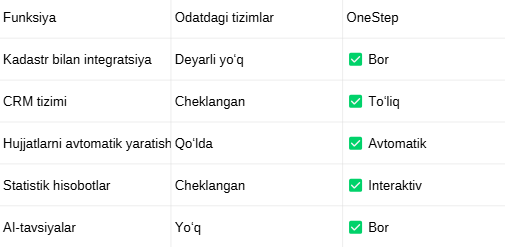 Funksiya Odatdagi tizimlar OneStep
Kadastr bilan integratsiya Deyarli yo‘q ✅ Bor
CRM tizimi Cheklangan ✅ To‘liq
Hujjatlarni avtomatik yaratish Qo‘lda ✅ Avtomatik
Statistik hisobotlar Cheklangan ✅ Interaktiv
AI-tavsiyalar Yo‘q ✅ Bor